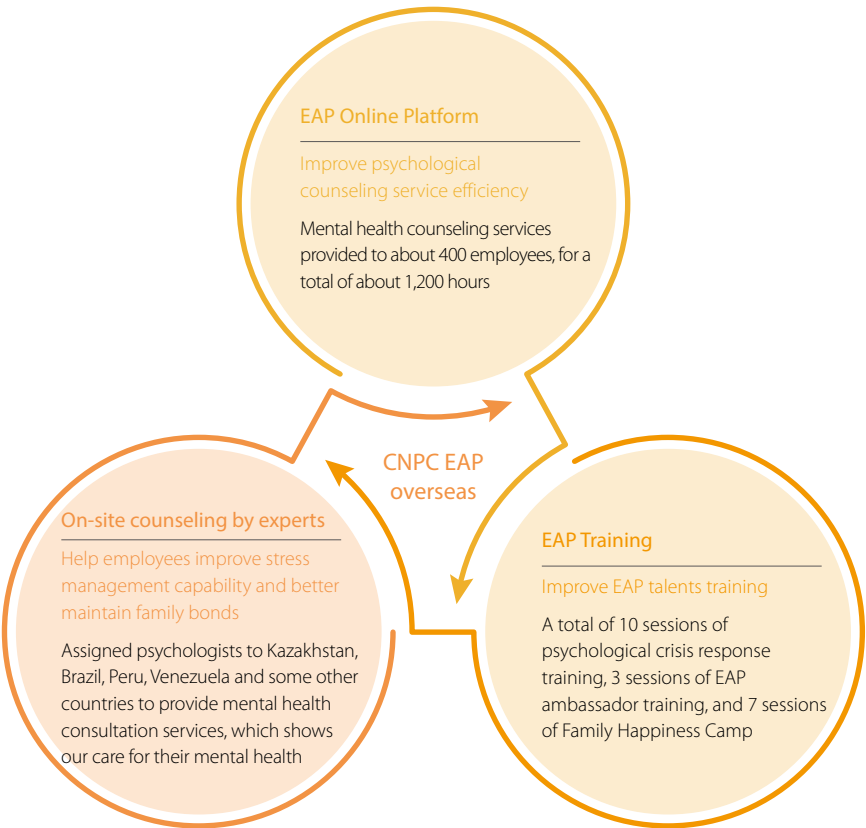 EAP Online Platform
Improve psychological
counseling service efficiency
Mental health counseling services
provided to about 400 employees, for a
total of about 1,200 hours
CNPC EAP
overseas
On-site counseling by experts
Help employees improve stress
management capability and better
maintain family bonds
Assigned psychologists to Kazakhstan,
Brazil, Peru, Venezuela and some other
countries to provide mental health
consultation services, which shows
our care for their mental health
EAP Training
Improve EAP talents training
A total of 10 sessions of
psychological crisis response
training, 3 sessions of EAP
ambassador training, and 7 sessions
of Family Happiness Camp